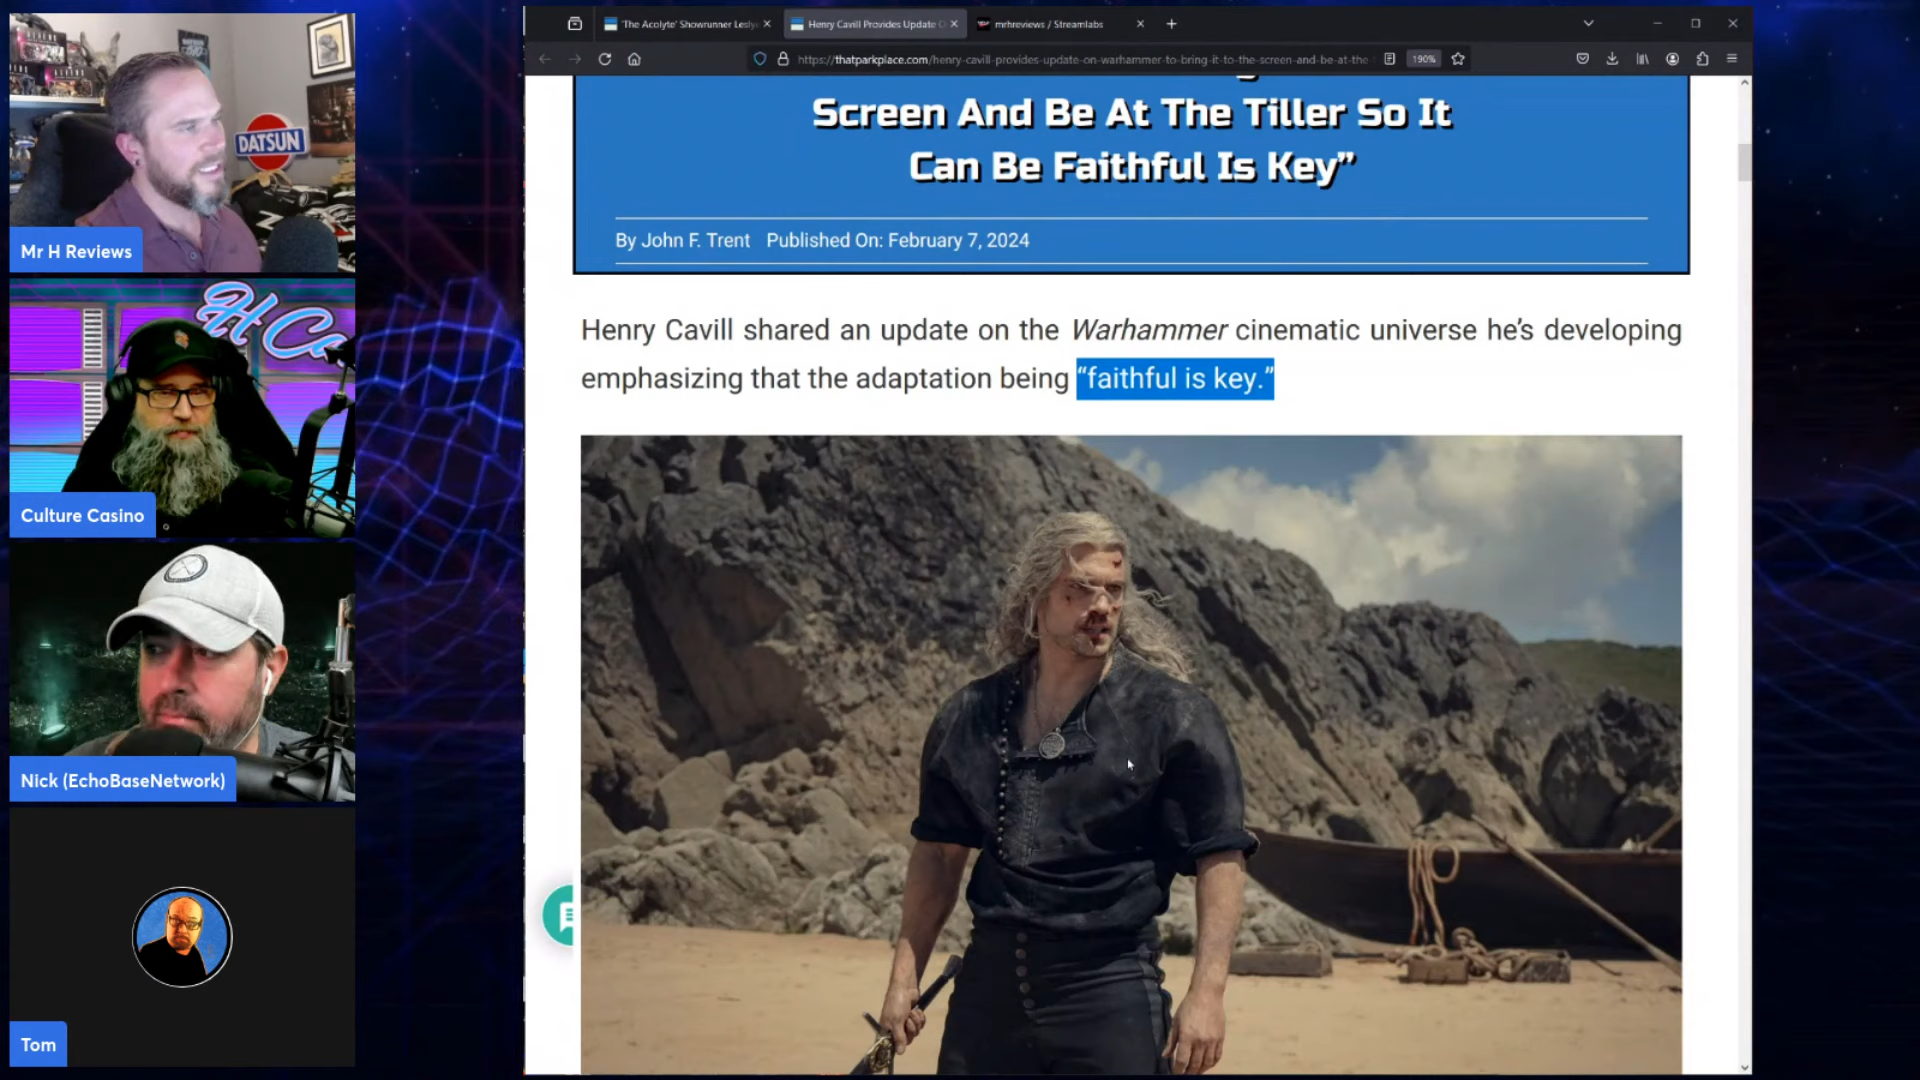 'The Acolyte' Showrunner Lesly
Henry Cavill Provides Update O
mrhreviews / Streamlabs
https://thatparkplace.com/henry-cavill-provides-update-on-warhammer-to-bring-it-to-the-screen-and-be-at-the
190%
Screen And Be At The Tiller So It
Can Be Faithful Is Key”
By John F. Trent Published On: February 7, 2024
Henry Cavill shared an update on the Warhammer cinematic universe he’s developing
emphasizing that the adaptation being “faithful is key.”
DATSUN
Mr H Reviews
Culture Casino
Nick (EchoBaseNetwork)
Tom